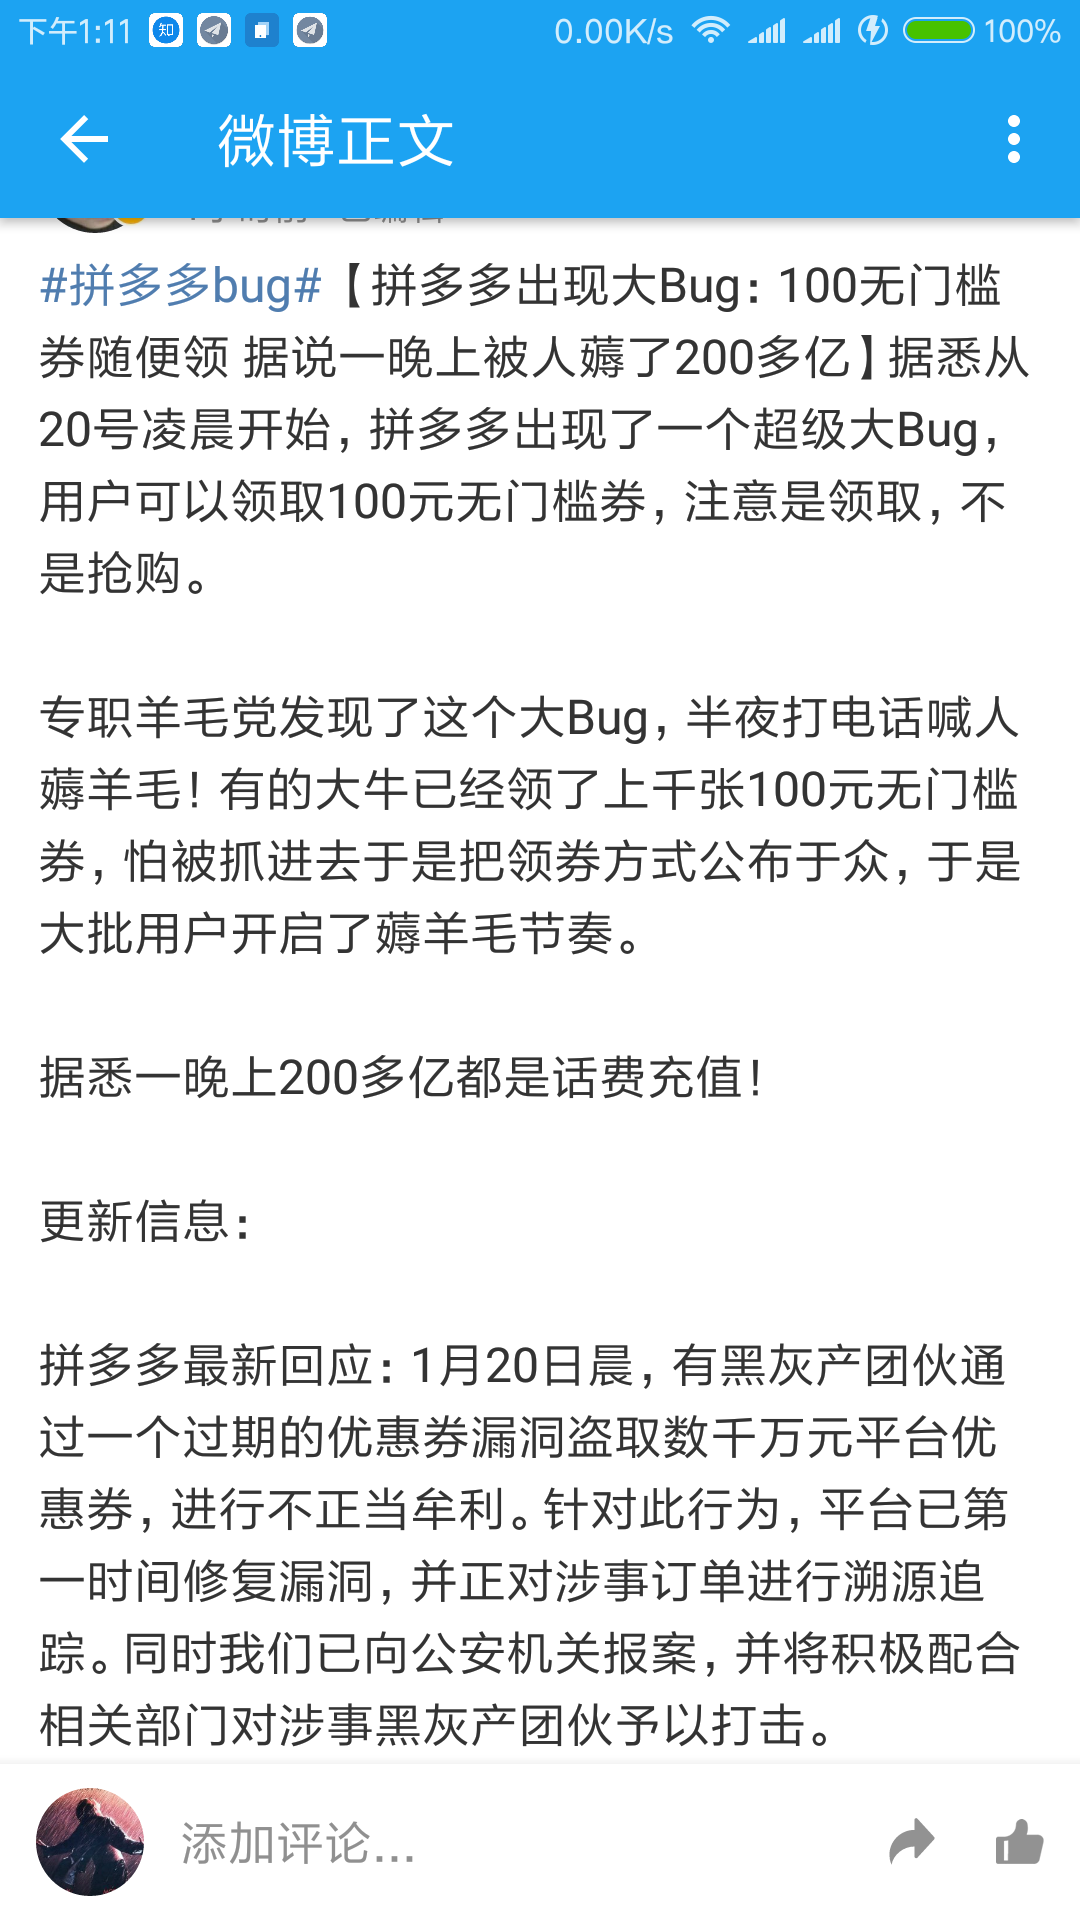 下午1:11 知 0.00K/s 100%
微博正文
#拼多多bug#【拼多多出现大Bug：100无门槛
券随便领 据说一晚上被人薅了200多亿】据悉从
20号凌晨开始，拼多多出现了一个超级大Bug，
用户可以领取100元无门槛券，注意是领取，不
是抢购。
专职羊毛党发现了这个大Bug，半夜打电话喊人
薅羊毛！有的大牛已经领了上千张100元无门槛
券，怕被抓进去于是把领券方式公布于众，于是
大批用户开启了薅羊毛节奏。
据悉一晚上200多亿都是话费充值！
更新信息：
拼多多最新回应：1月20日晨，有黑灰产团伙通
过一个过期的优惠券漏洞盗取数千万元平台优
惠券，进行不正当牟利。针对此行为，平台已第
一时间修复漏洞，并正对涉事订单进行溯源追
踪。同时我们已向公安机关报案，并将积极配合
相关部门对涉事黑灰产团伙予以打击。
添加评论...